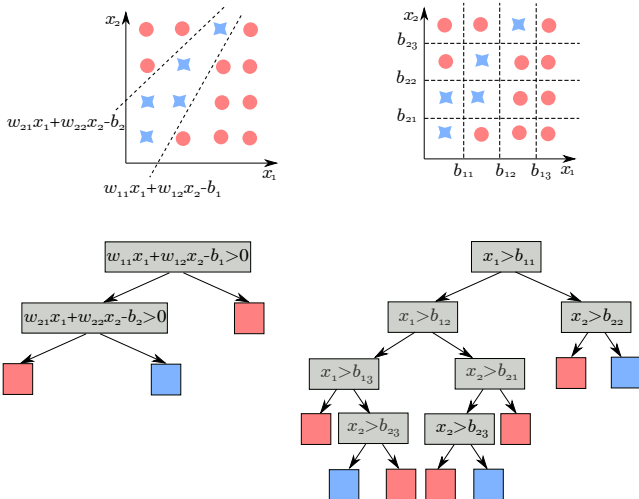 x₂
w₂₁x₁+w₂₂x₂-b₂
x₁
w₁₁x₁+w₁₂x₂-b₁
x₂
b₂₃
b₂₂
b₂₁
b₁₁ b₁₂ b₁₃ x₁
w₁₁x₁+w₁₂x₂-b₁>0
w₂₁x₁+w₂₂x₂-b₂>0
x₁>b₁₁
x₁>b₁₂ x₂>b₂₂
x₁>b₁₃ x₂>b₂₁
x₂>b₂₃ x₂>b₂₃